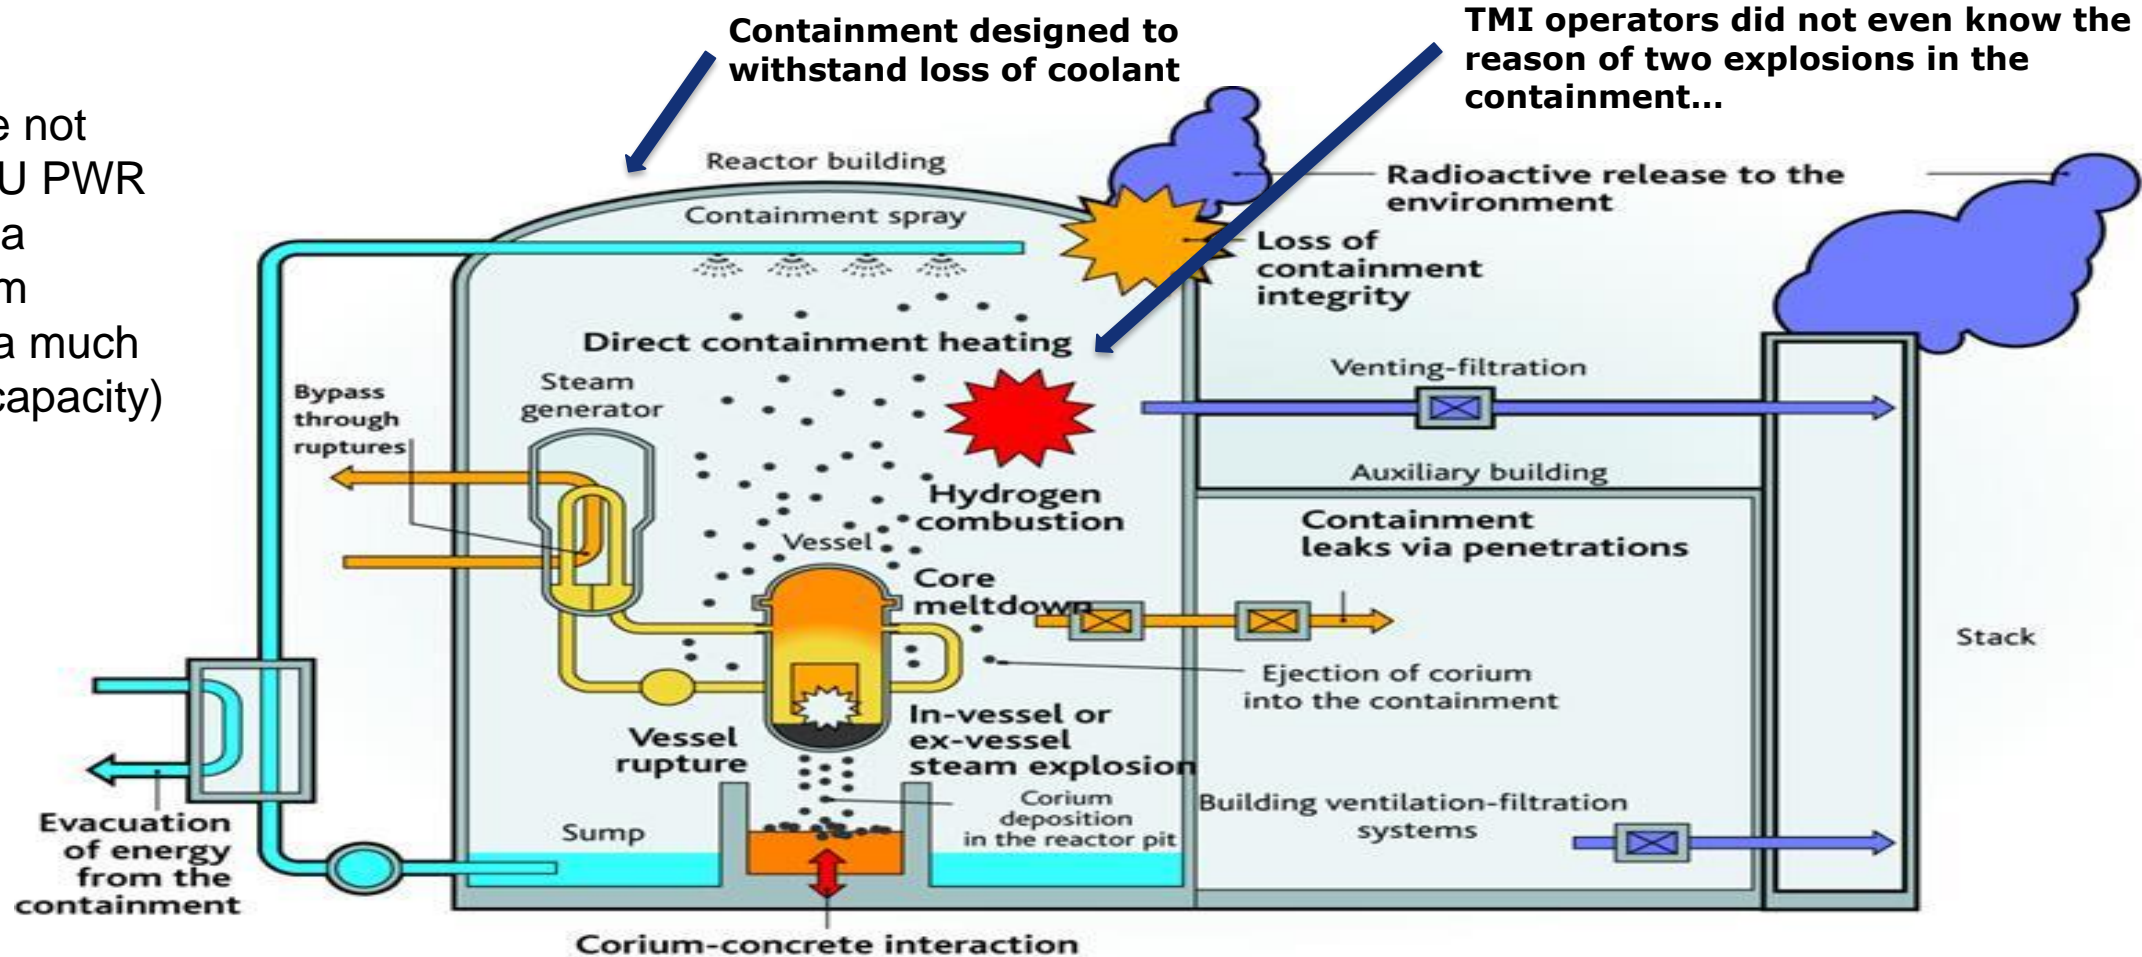 Containment designed to
withstand loss of coolant
TMI operators did not even know the
reason of two explosions in the
containment...
e not
U PWR
a
m
a much
capacity)
Reactor building
Containment spray
Radioactive release to the
environment
Loss of
containment
integrity
Direct containment heating
Venting-filtration
Bypass
through
ruptures
Steam
generator
Auxiliary building
Hydrogen
combustion
Containment
leaks via penetrations
Vessel
Core
meltdown
Stack
Ejection of corium
into the containment
In-vessel or
ex-vessel
steam explosion
Vessel
rupture
Corium
deposition
in the reactor pit
Building ventilation-filtration
systems
Sump
Evacuation
of energy
from the
containment
Corium-concrete interaction